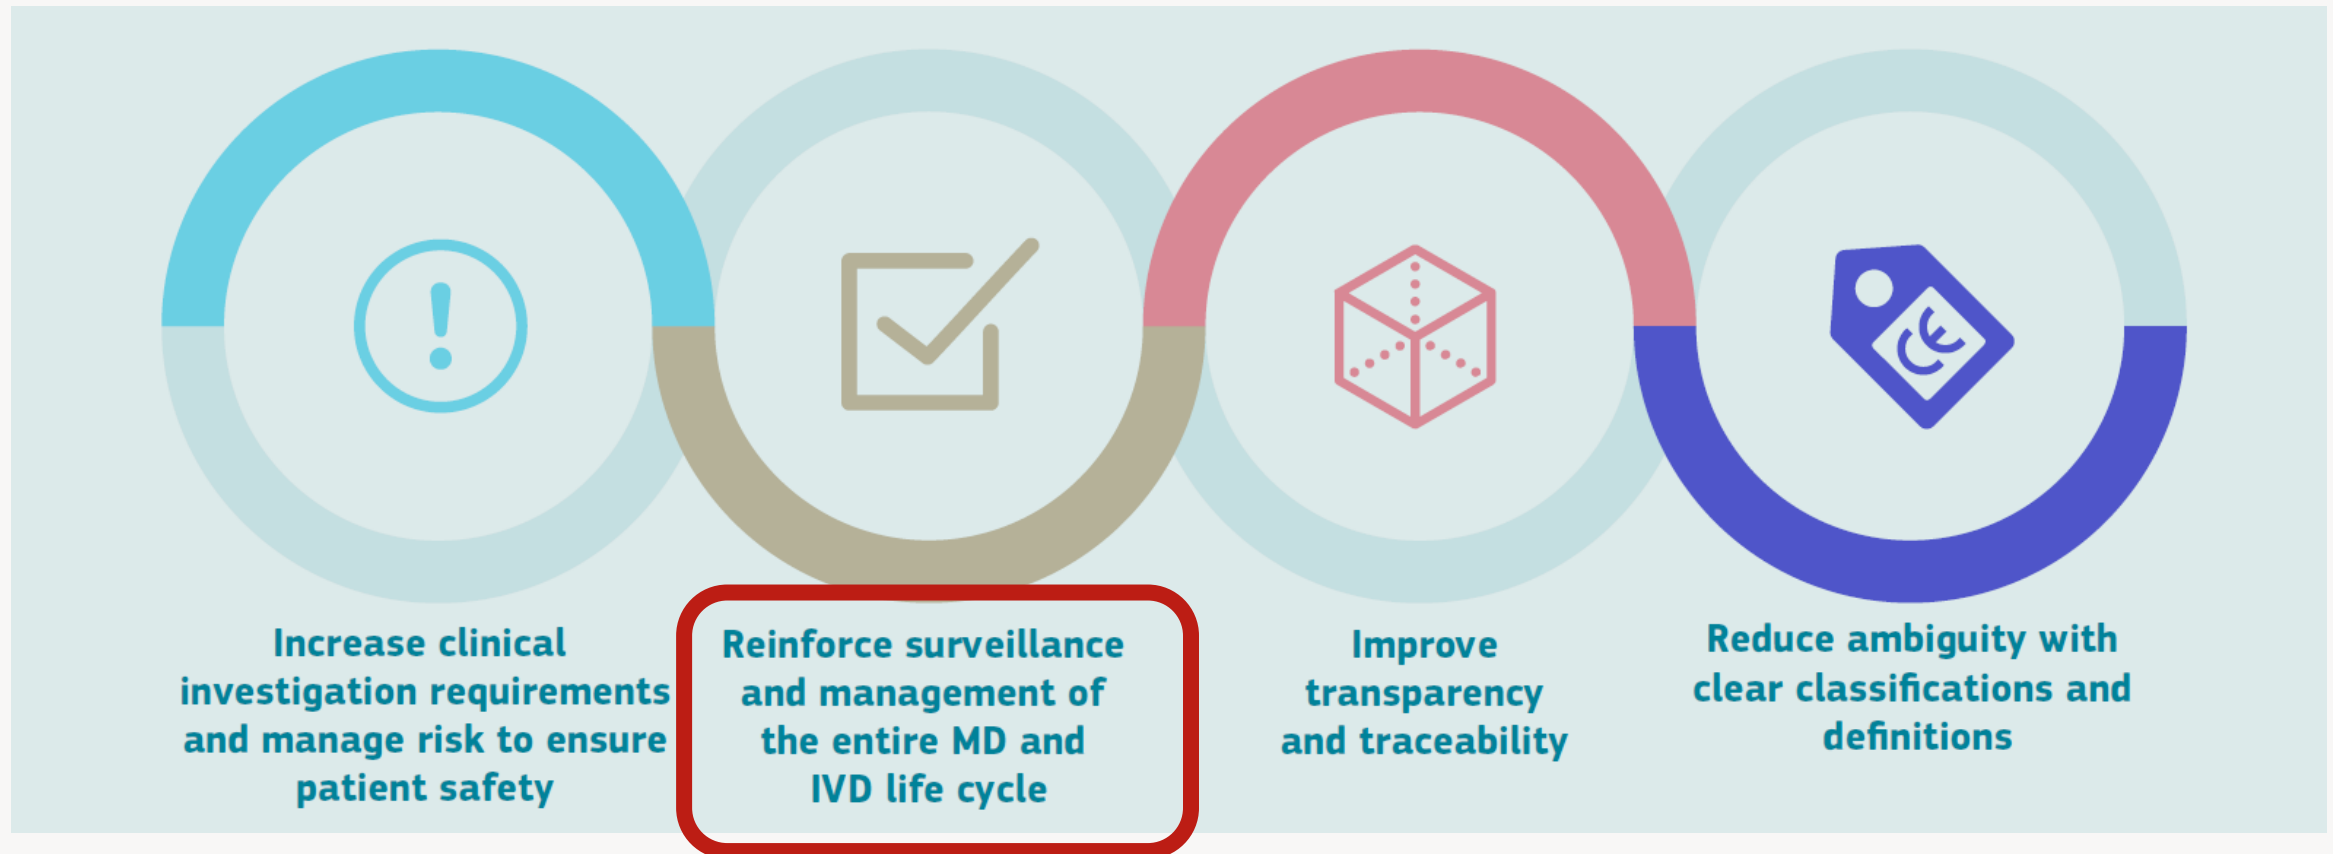 Increase clinical
investigation requirements
and manage risk to ensure
patient safety
Reinforce surveillance
and management of
the entire MD and
IVD life cycle
Improve
transparency
and traceability
CE
Reduce ambiguity with
clear classifications and
definitions